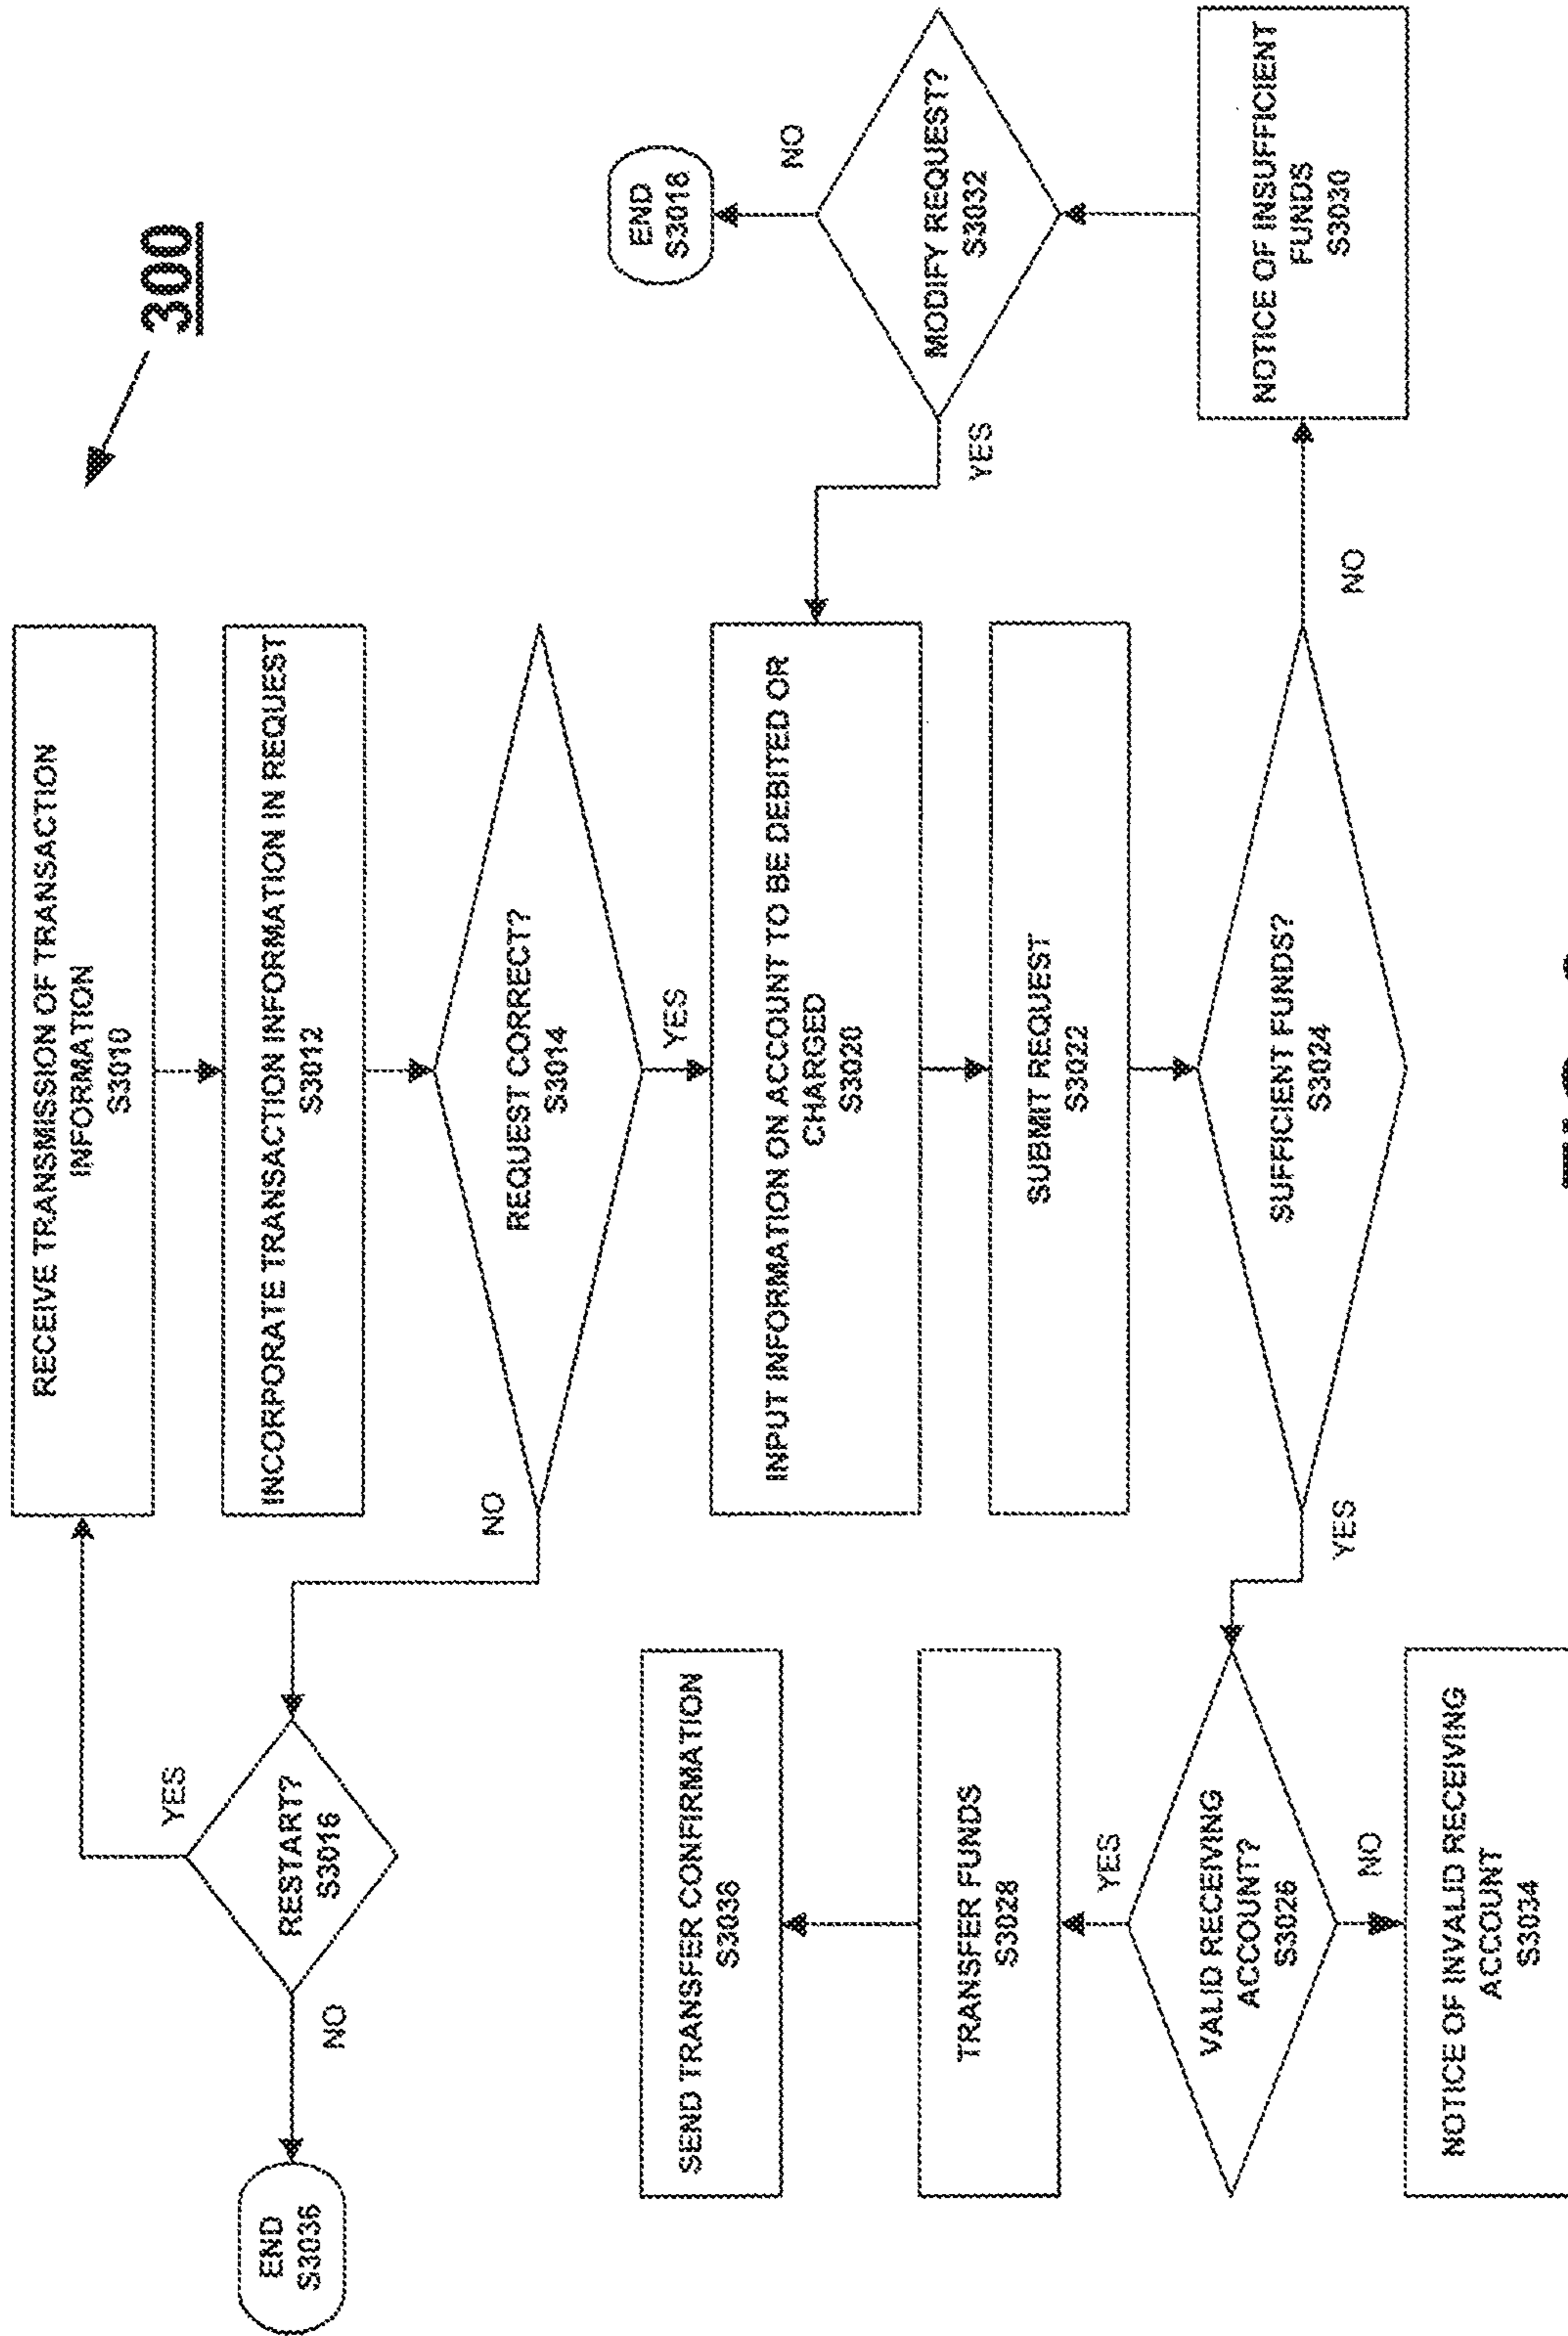 300
RECEIVE TRANSMISSION OF TRANSACTION
INFORMATION
S3010
INCORPORATE TRANSACTION INFORMATION IN REQUEST
S3012
REQUEST CORRECT?
S3014
NO
YES
RESTART?
S3016
YES
NO
END
S3036
INPUT INFORMATION ON ACCOUNT TO BE DEBITED OR
CHARGED
S3020
SUBMIT REQUEST
S3022
SUFFICIENT FUNDS?
S3024
YES
NO
NOTICE OF INSUFFICIENT
FUNDS
S3030
MODIFY REQUEST?
S3032
YES
NO
END
S3018
VALID RECEIVING
ACCOUNT?
S3026
YES
NO
TRANSFER FUNDS
S3028
SEND TRANSFER CONFIRMATION
S3036
NOTICE OF INVALID RECEIVING
ACCOUNT
S3034